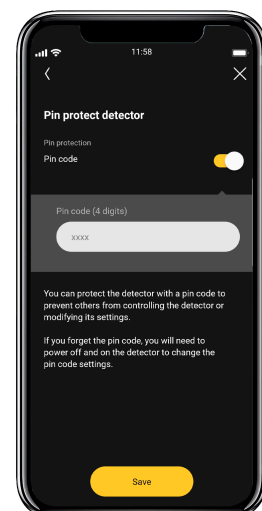 11:58
Pin protect detector
Pin protection
Pin code
Pin code (4 digits)
xxxx
You can protect the detector with a pin code to
prevent others from controlling the detector or
modifying its settings.
If you forget the pin code, you will need to
power off and on the detector to change the
pin code settings.
Save